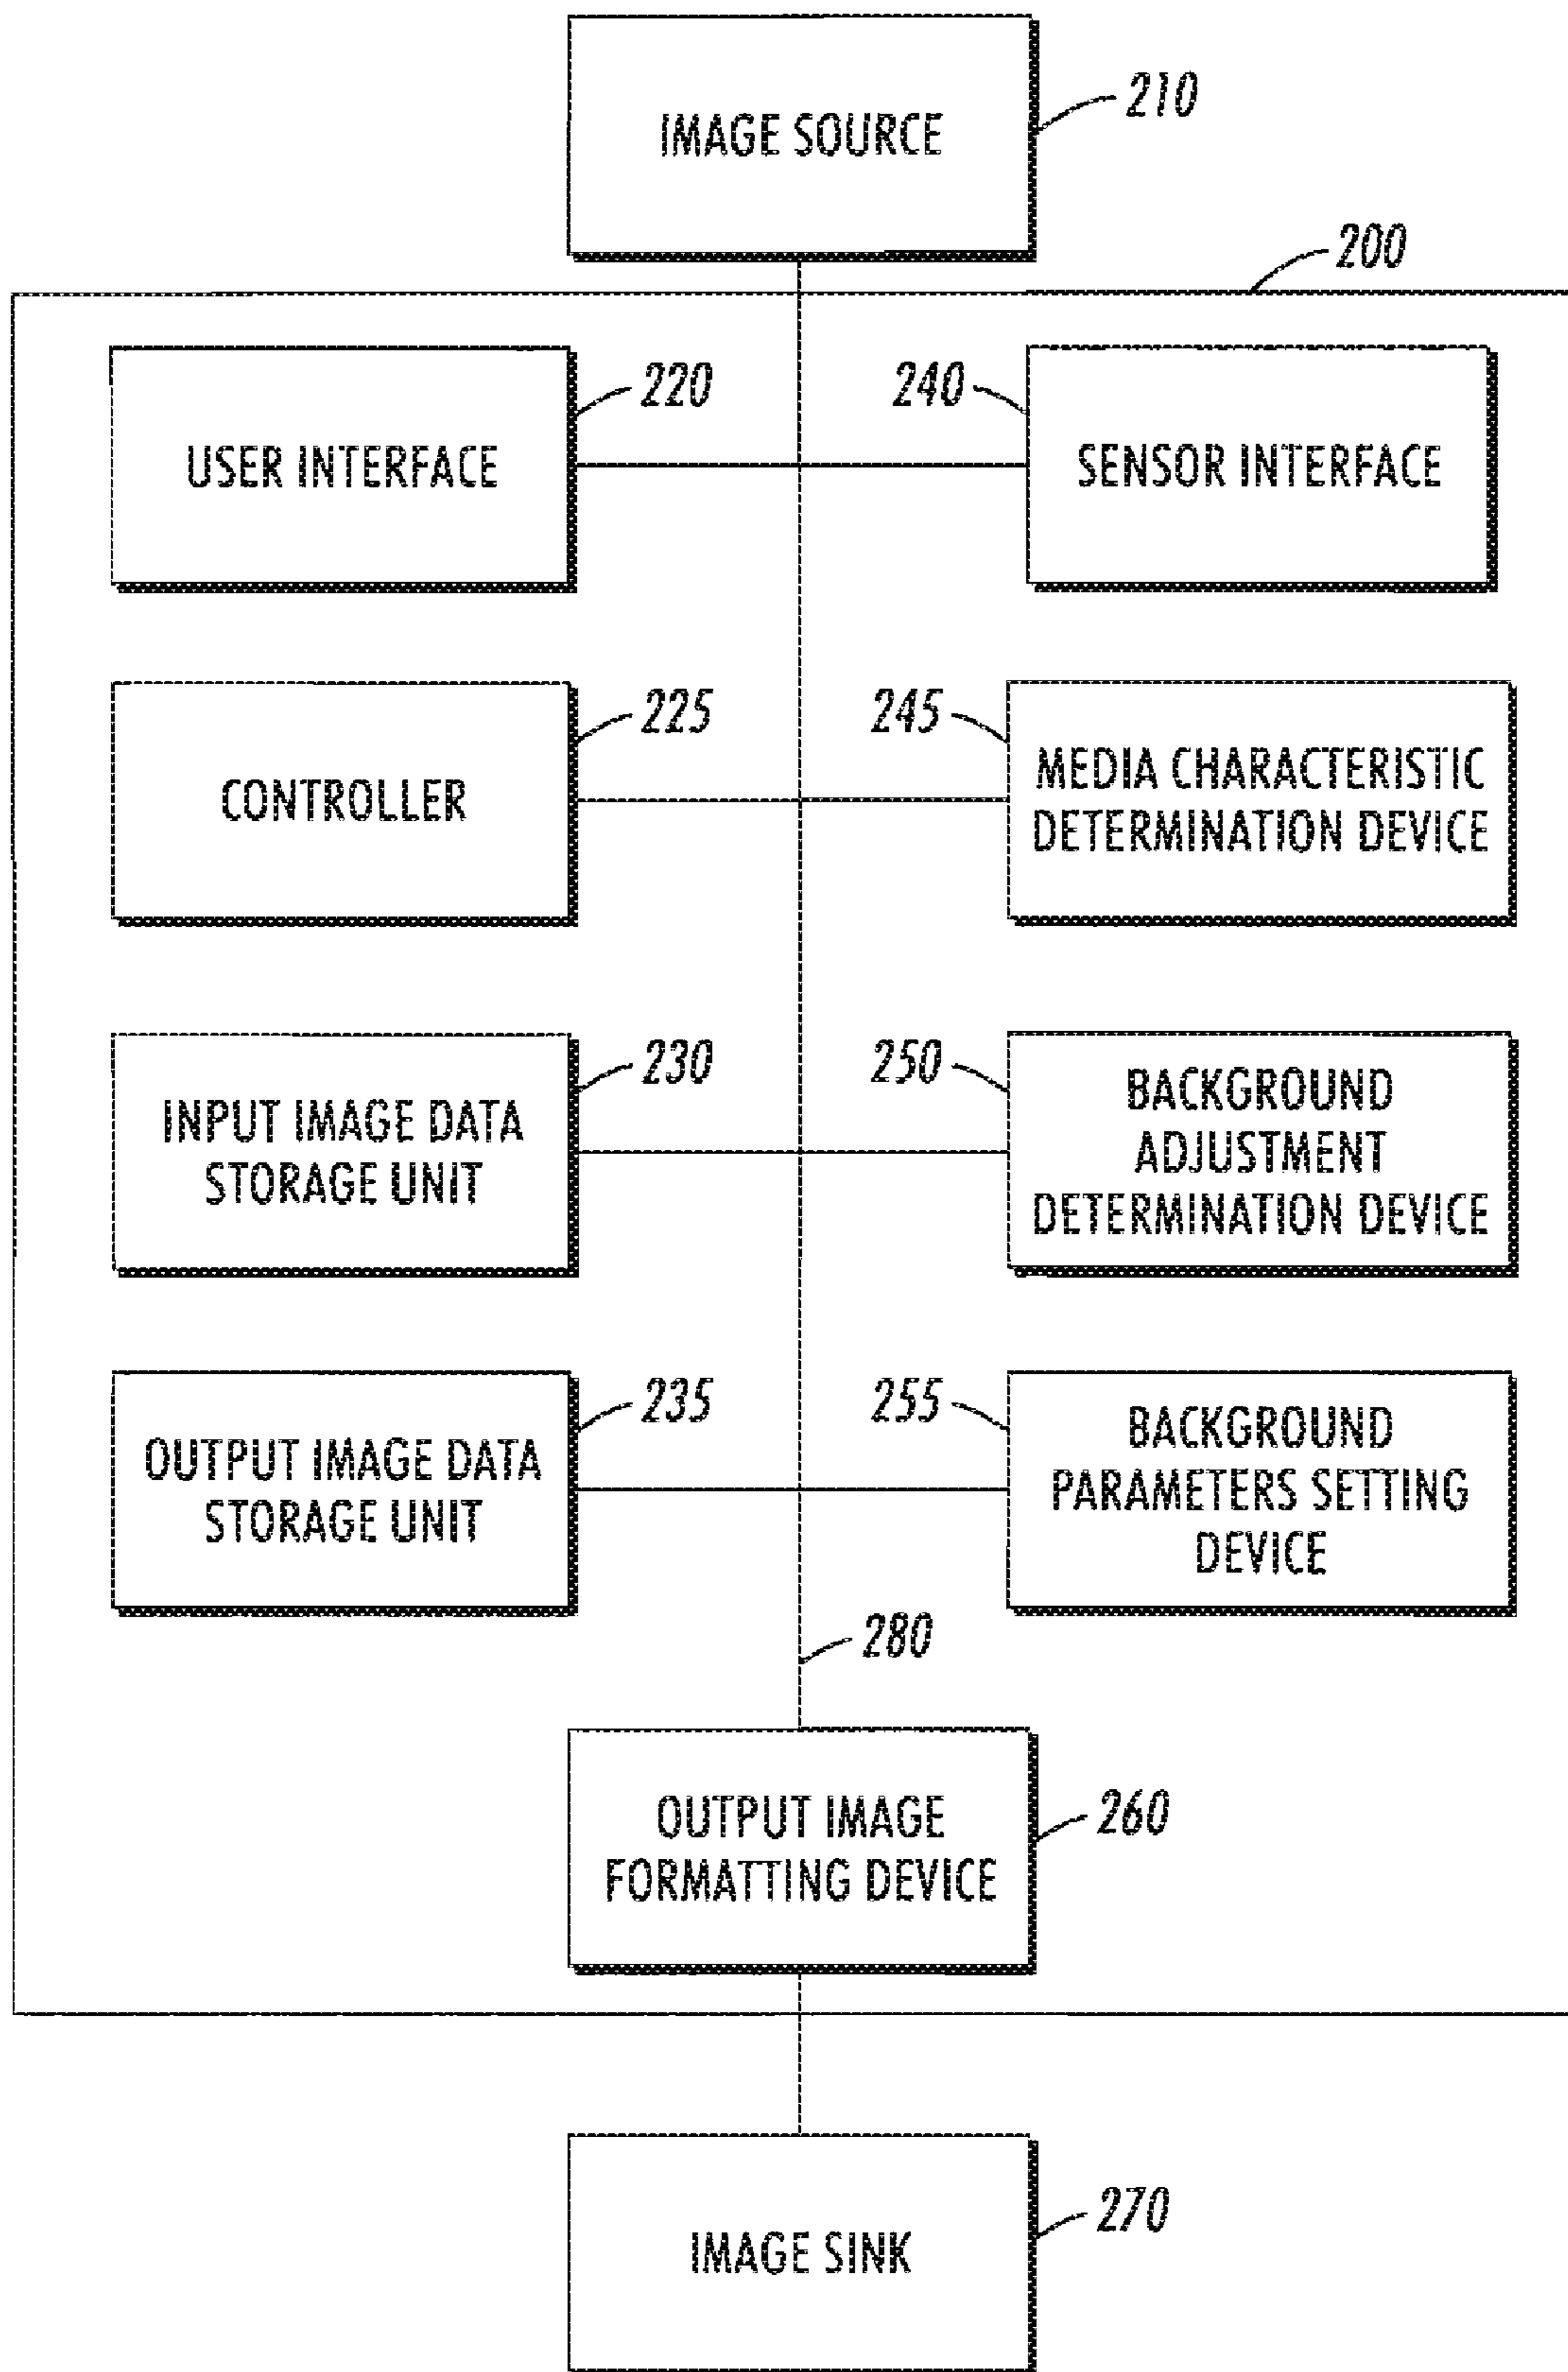 IMAGE SOURCE
210
200
USER INTERFACE
220
240
SENSOR INTERFACE
CONTROLLER
225
245
MEDIA CHARACTERISTIC
DETERMINATION DEVICE
INPUT IMAGE DATA
STORAGE UNIT
230
250
BACKGROUND
ADJUSTMENT
DETERMINATION DEVICE
OUTPUT IMAGE DATA
STORAGE UNIT
235
255
BACKGROUND
PARAMETERS SETTING
DEVICE
280
OUTPUT IMAGE
FORMATTING DEVICE
260
IMAGE SINK
270